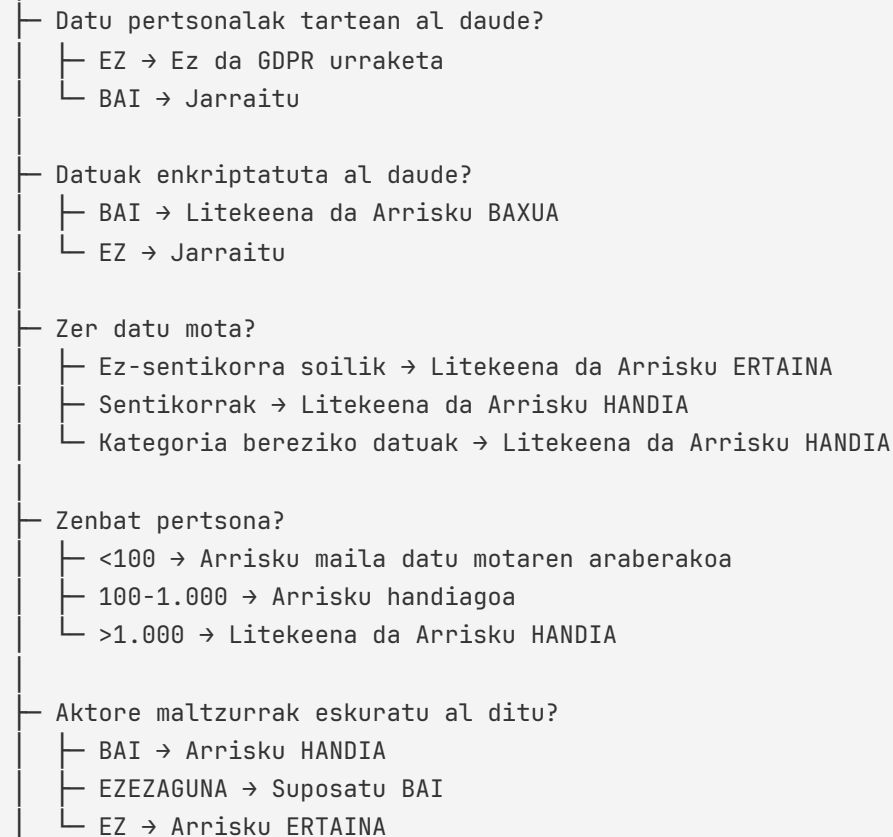 ├─ Datu pertsonalak tartean al daude?
│  ├─ EZ → Ez da GDPR urraketa
│  └─ BAI → Jarraitu
│
├─ Datuak enkriptatuta al daude?
│  ├─ BAI → Litekeena da Arrisku BAXUA
│  └─ EZ → Jarraitu
│
├─ Zer datu mota?
│  ├─ Ez-sentikorra soilik → Litekeena da Arrisku ERTAINA
│  ├─ Sentikorrak → Litekeena da Arrisku HANDIA
│  └─ Kategoria bereziko datuak → Litekeena da Arrisku HANDIA
│
├─ Zenbat pertsona?
│  ├─ <100 → Arrisku maila datu motaren araberakoa
│  ├─ 100-1.000 → Arrisku handiagoa
│  └─ >1.000 → Litekeena da Arrisku HANDIA
│
├─ Aktore maltzurrak eskuratu al ditu?
│  ├─ BAI → Arrisku HANDIA
│  ├─ EZEZAGUNA → Suposatu BAI
│  └─ EZ → Arrisku ERTAINA